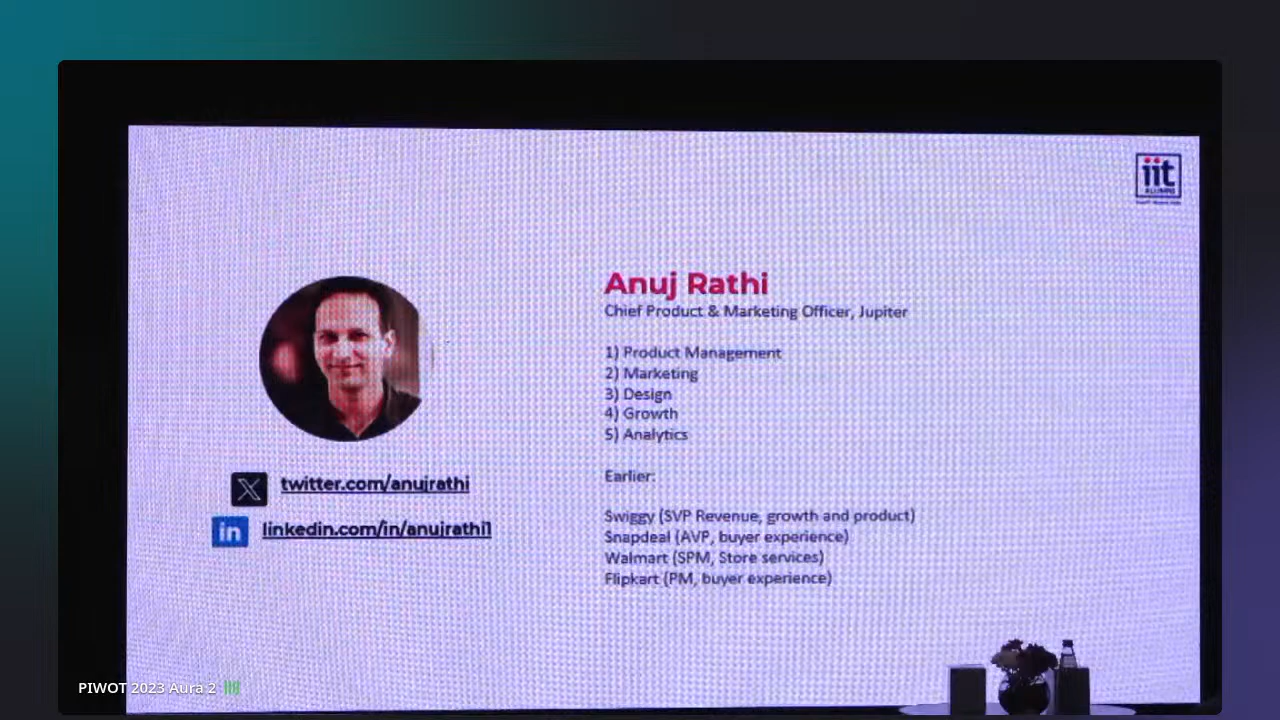 iit
ALUMNI
Anuj Rathi
Chief Product & Marketing Officer, Jupiter
1) Product Management
2) Marketing
3) Design
4) Growth
5) Analytics
Earlier:
Swiggy (SVP Revenue, growth and product)
Snapdeal (AVP, buyer experience)
Walmart (SPM, Store services)
Flipkart (PM, buyer experience)
X twitter.com/anujrathi
in linkedin.com/in/anujrathi1
PIWOT 2023 Aura 2